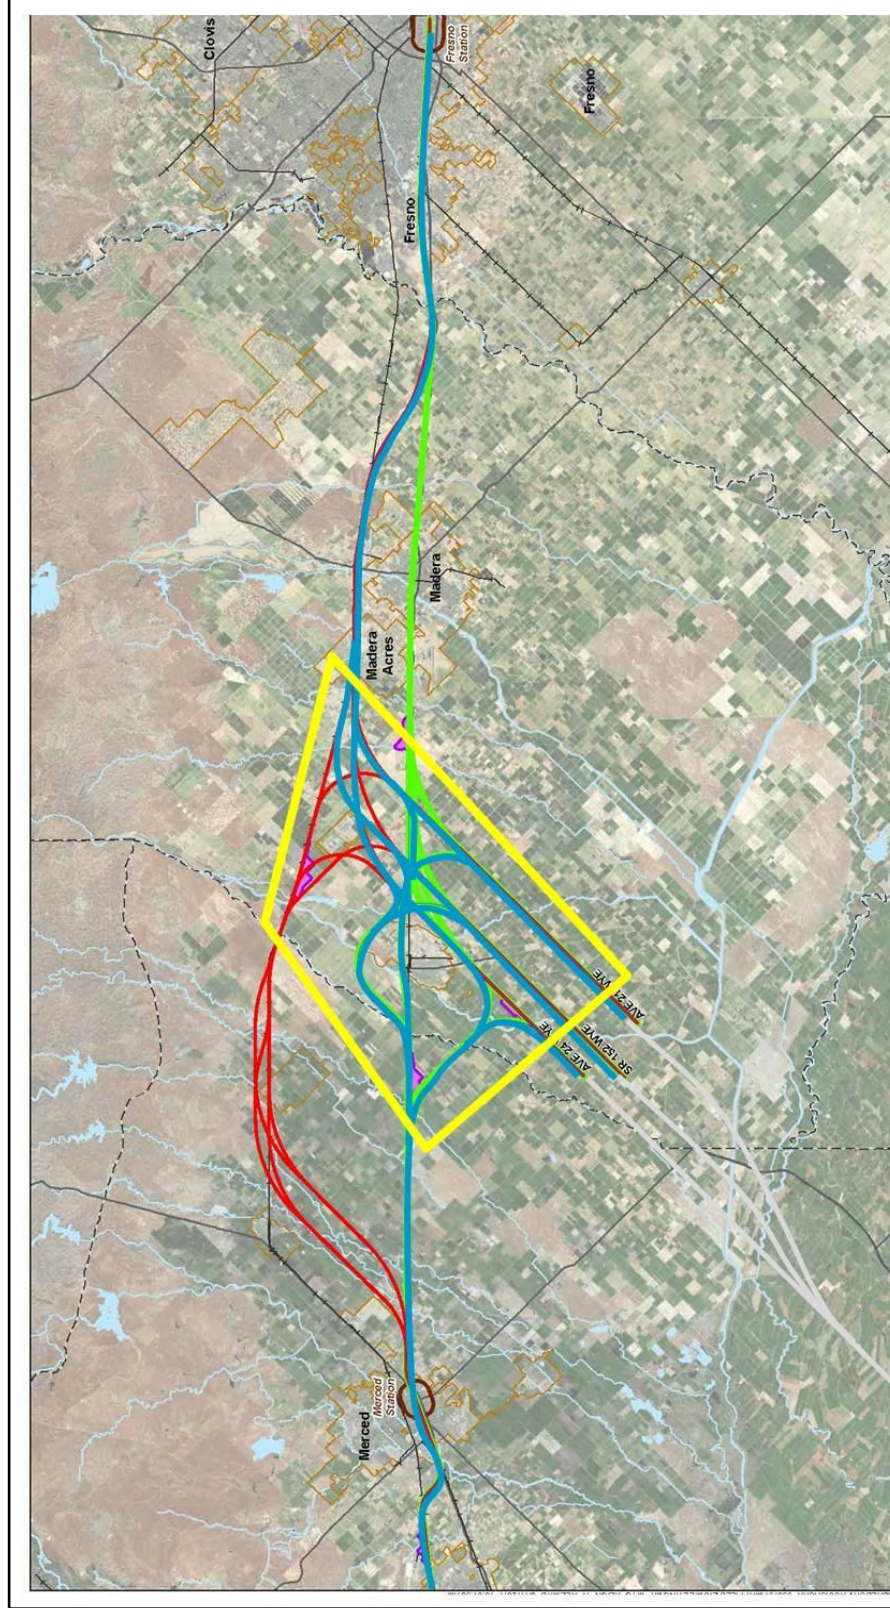 Clovis
Fresno
Station
Fresno
Fresno
Madera
Madera
Acres
AVE 21 WYE
SR 152 WYE
AVE 24
YE
Merced
Station
Merced